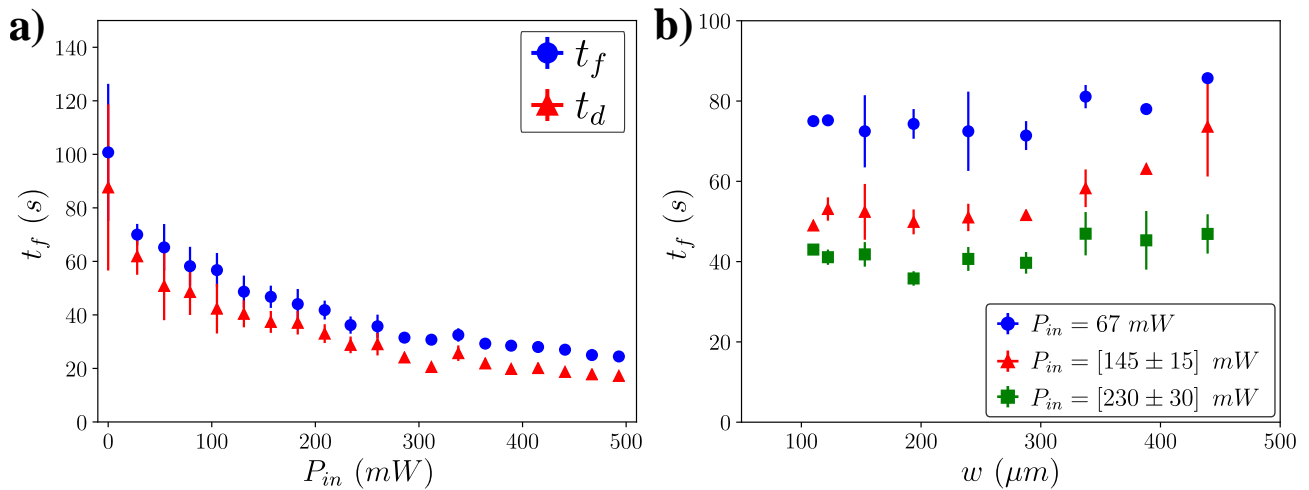 a)
140
120
100
80
60
40
20
0
t_f (s)
t_f
t_d
0
100
200
300
400
500
P_in (mW)
b)
100
80
60
40
20
0
t_f (s)
P_in = 67 mW
P_in = [145 ± 15] mW
P_in = [230 ± 30] mW
100
200
300
400
500
w (μm)